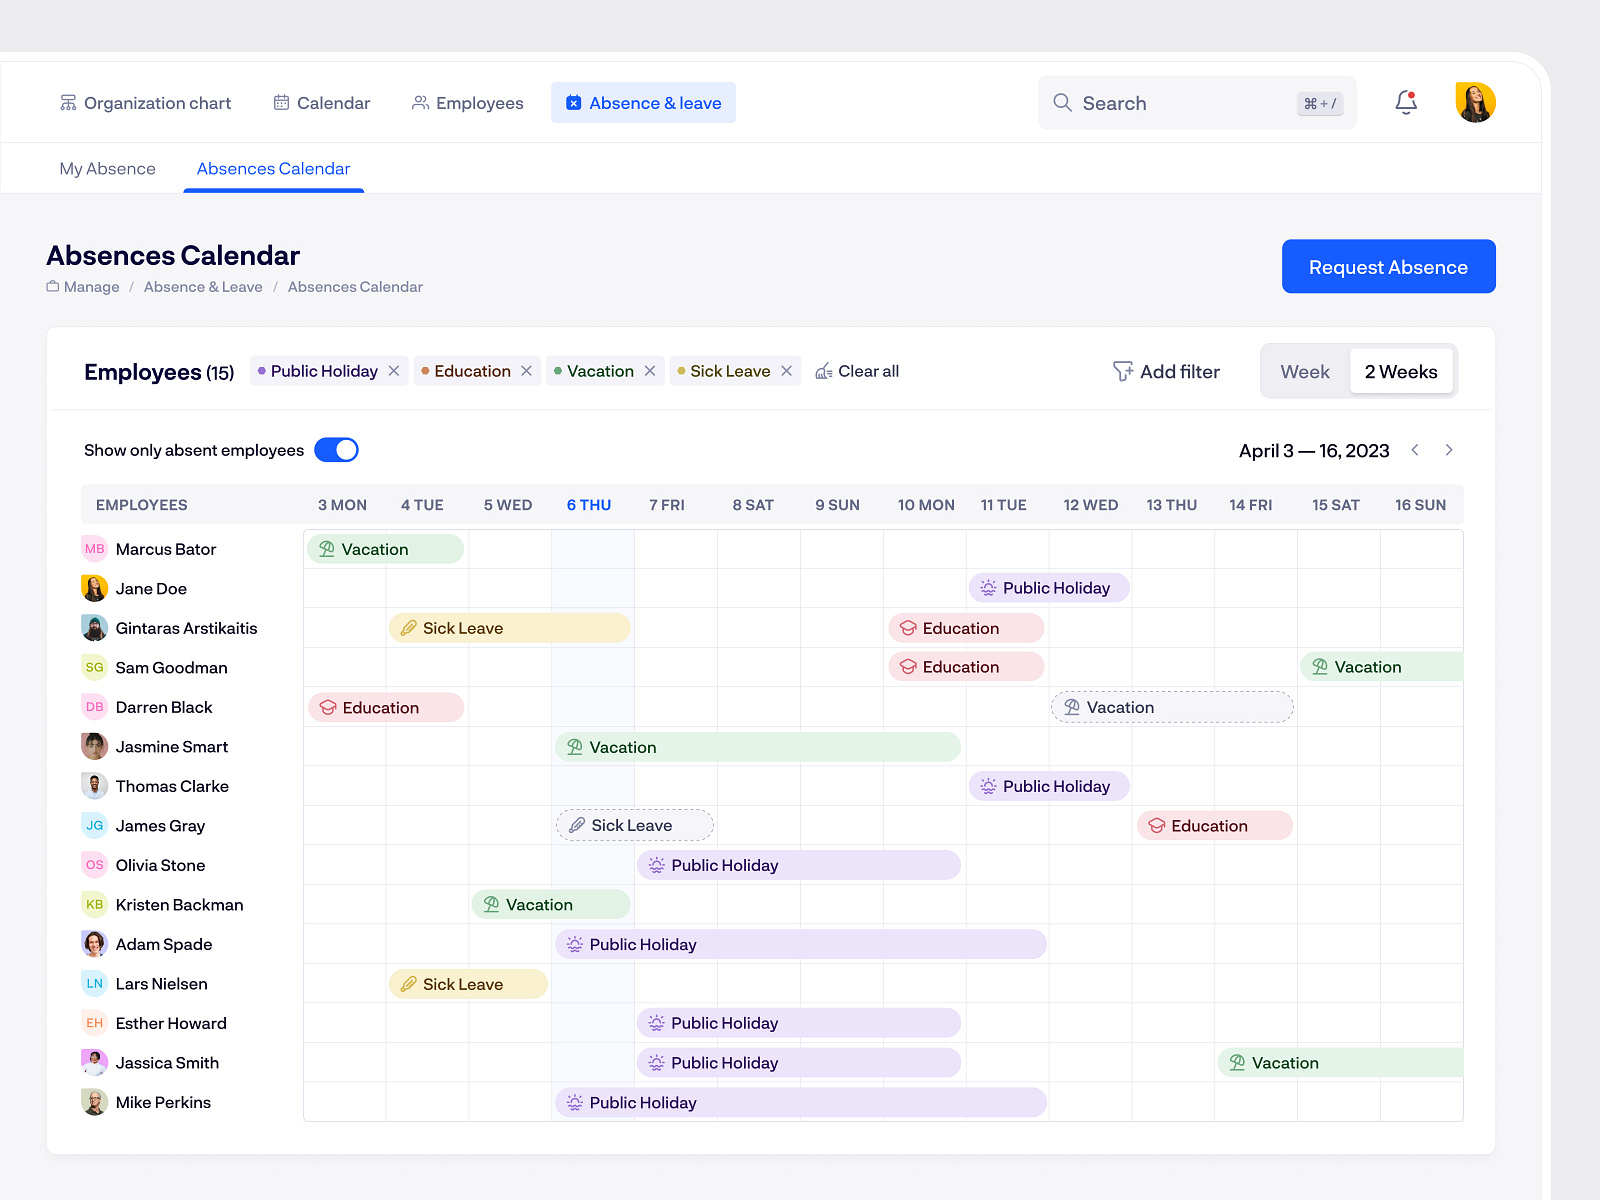 Organization chart Calendar Employees Absence & leave Search ⌘ + /
My Absence Absences Calendar
Absences Calendar
Manage / Absence & Leave / Absences Calendar
Request Absence
Employees (15) Public Holiday Education Vacation Sick Leave Clear all Add filter Week 2 Weeks
Show only absent employees April 3 — 16, 2023
EMPLOYEES 3 MON 4 TUE 5 WED 6 THU 7 FRI 8 SAT 9 SUN 10 MON 11 TUE 12 WED 13 THU 14 FRI 15 SAT 16 SUN
MB Marcus Bator Vacation
Jane Doe Public Holiday
Gintaras Arstikaitis Sick Leave Education
SG Sam Goodman Education Vacation
DB Darren Black Education Vacation
Jasmine Smart Vacation
Thomas Clarke Public Holiday
JG James Gray Sick Leave Education
OS Olivia Stone Public Holiday
KB Kristen Backman Vacation
Adam Spade Public Holiday
LN Lars Nielsen Sick Leave
EH Esther Howard Public Holiday
Jassica Smith Public Holiday Vacation
Mike Perkins Public Holiday